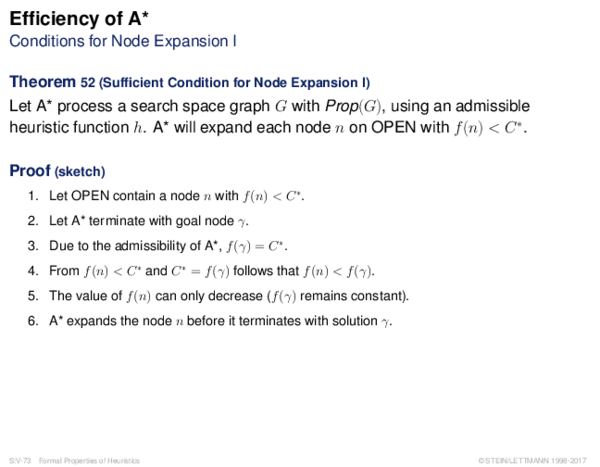 Efficiency of A*
Conditions for Node Expansion I
Theorem 52 (Sufficient Condition for Node Expansion I)
Let A* process a search space graph G with Prop(G), using an admissible
heuristic function h. A* will expand each node n on OPEN with f(n) < C*.
Proof (sketch)
1. Let OPEN contain a node n with f(n) < C*.
2. Let A* terminate with goal node γ.
3. Due to the admissibility of A*, f(γ) = C*.
4. From f(n) < C* and C* = f(γ) follows that f(n) < f(γ).
5. The value of f(n) can only decrease (f(γ) remains constant).
6. A* expands the node n before it terminates with solution γ.
S:V-73 Formal Properties of Heuristics
©STEIN/LETTMANN 1998-2017